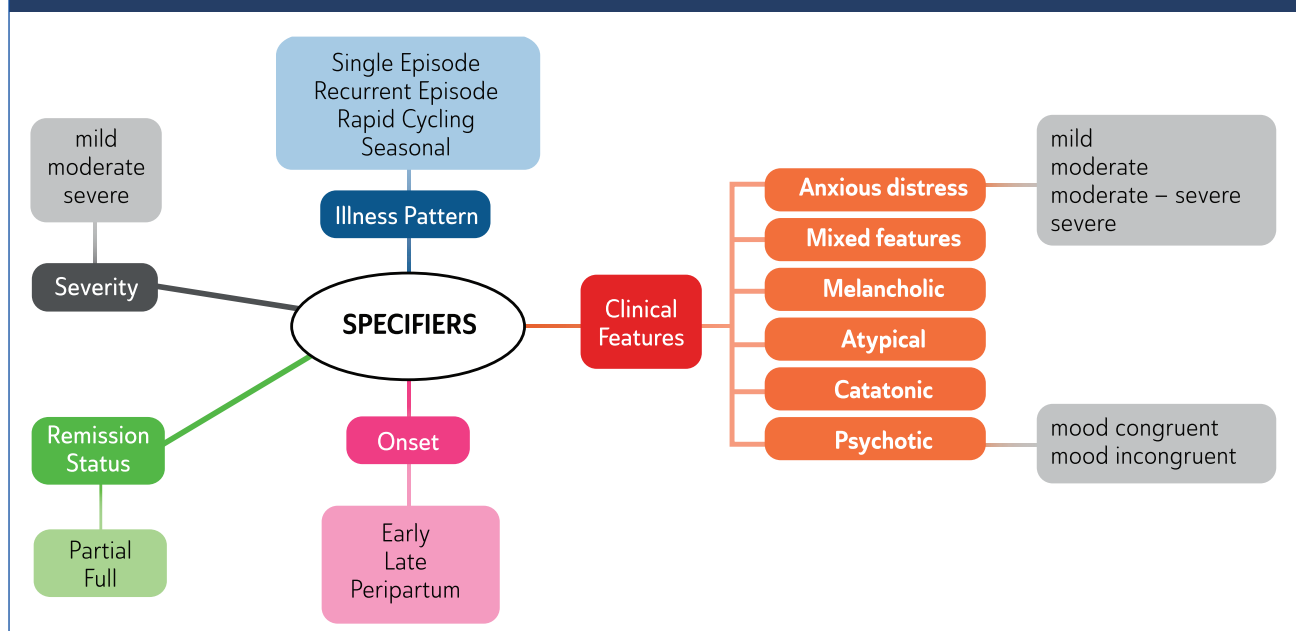 Single Episode
Recurrent Episode
Rapid Cycling
Seasonal
Illness Pattern
mild
moderate
severe
Severity
SPECIFIERS
Remission
Status
Partial
Full
Onset
Early
Late
Peripartum
Clinical
Features
Anxious distress
Mixed features
Melancholic
Atypical
Catatonic
Psychotic
mild
moderate
moderate – severe
severe
mood congruent
mood incongruent